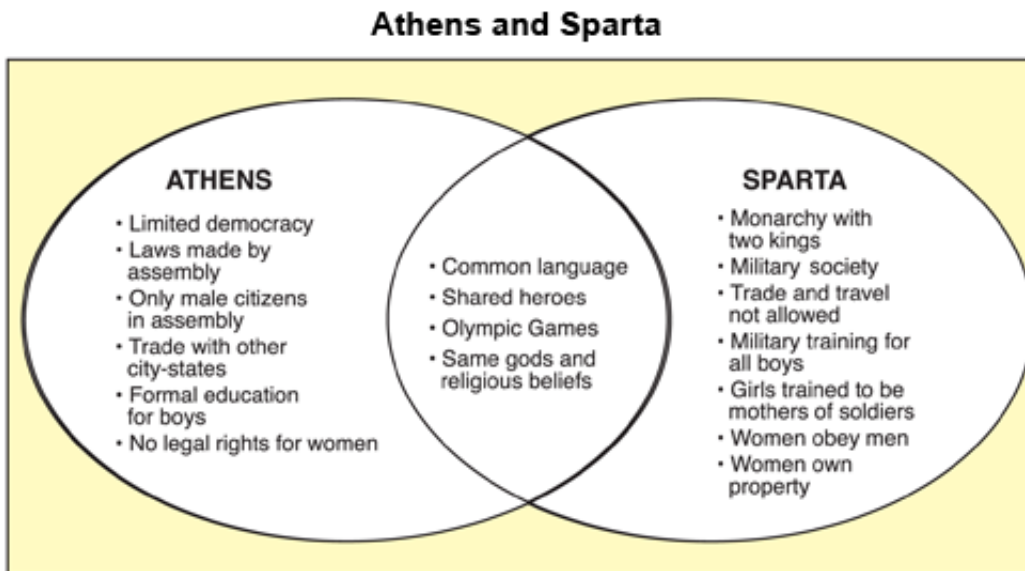 Athens and Sparta
ATHENS
• Limited democracy
• Laws made by
assembly
• Only male citizens
in assembly
• Trade with other
city-states
• Formal education
for boys
• No legal rights for women
• Common language
• Shared heroes
• Olympic Games
• Same gods and
religious beliefs
SPARTA
• Monarchy with
two kings
• Military society
• Trade and travel
not allowed
• Military training for
all boys
• Girls trained to be
mothers of soldiers
• Women obey men
• Women own
property